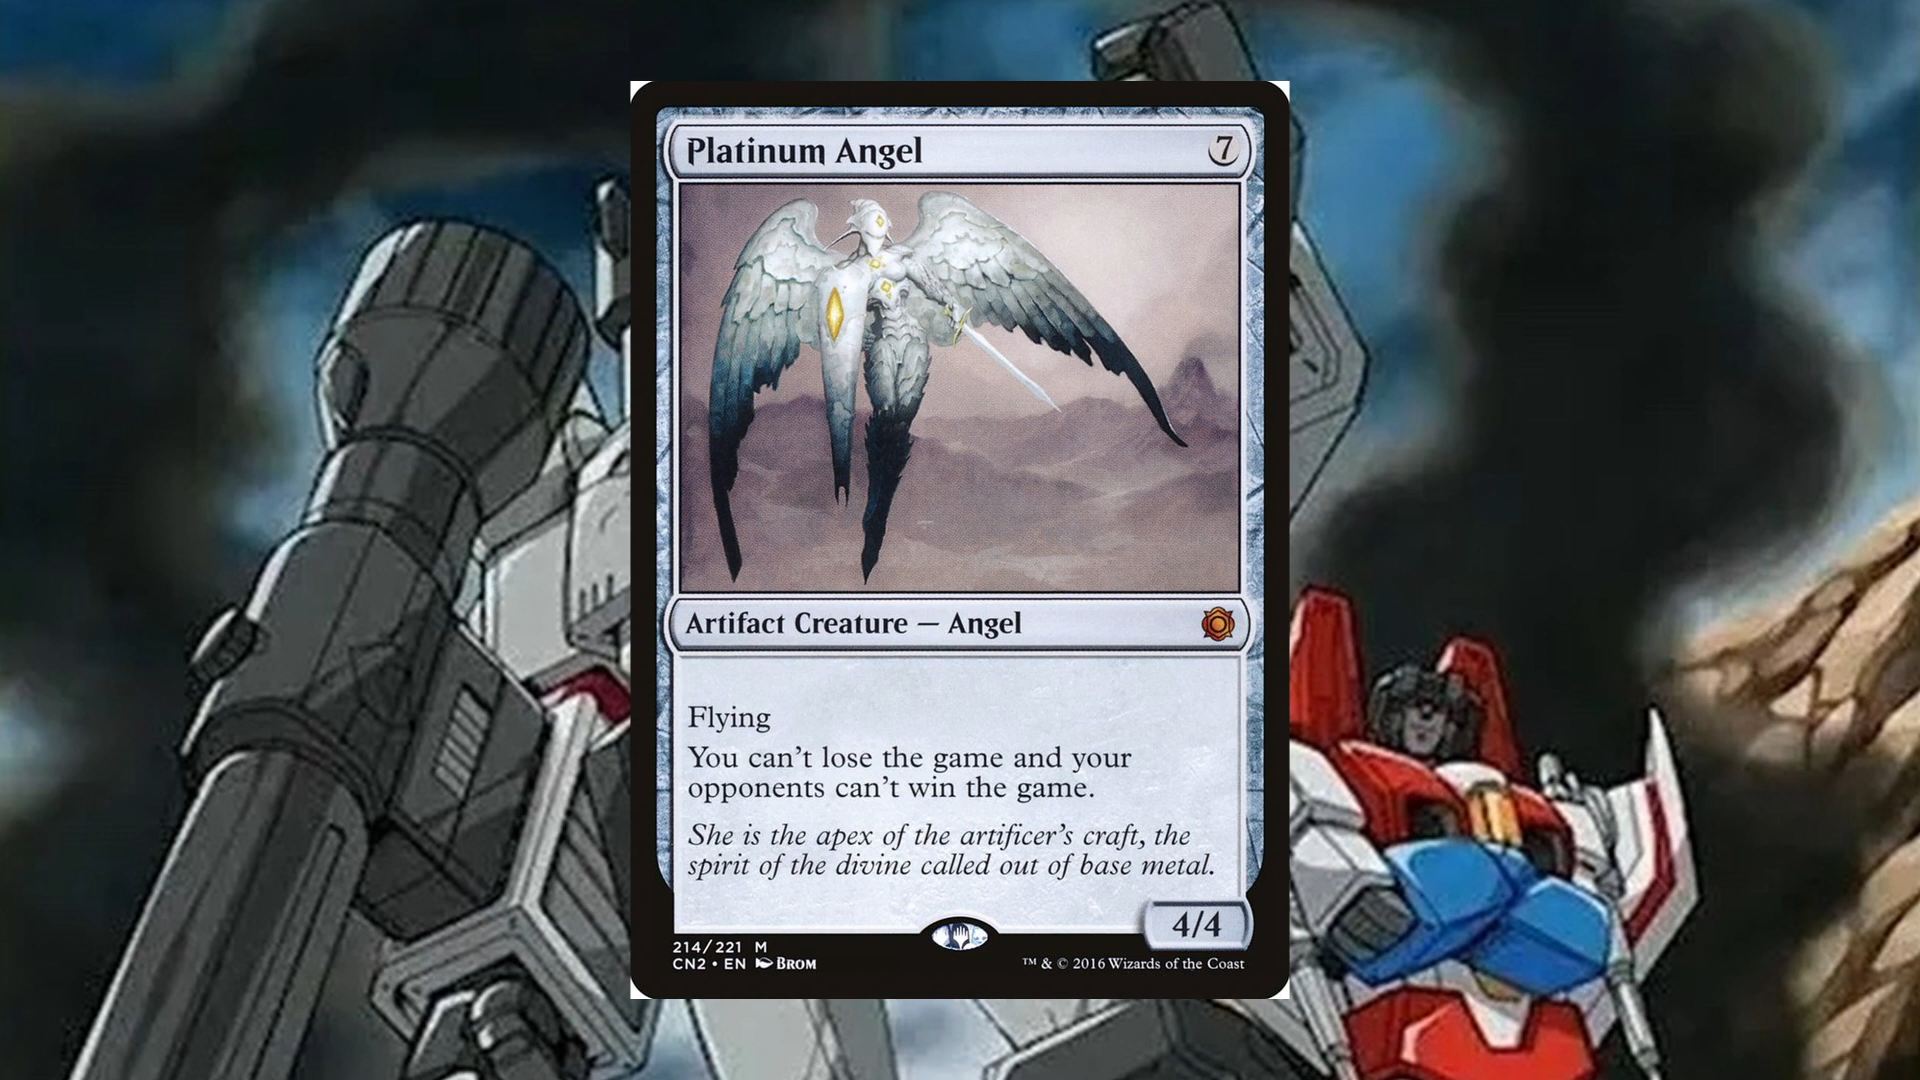 Platinum Angel 7
Artifact Creature — Angel
Flying
You can't lose the game and your
opponents can't win the game.
She is the apex of the artificer's craft, the
spirit of the divine called out of base metal.
4/4
214/221 M
CN2 • EN Brom ™ & © 2016 Wizards of the Coast